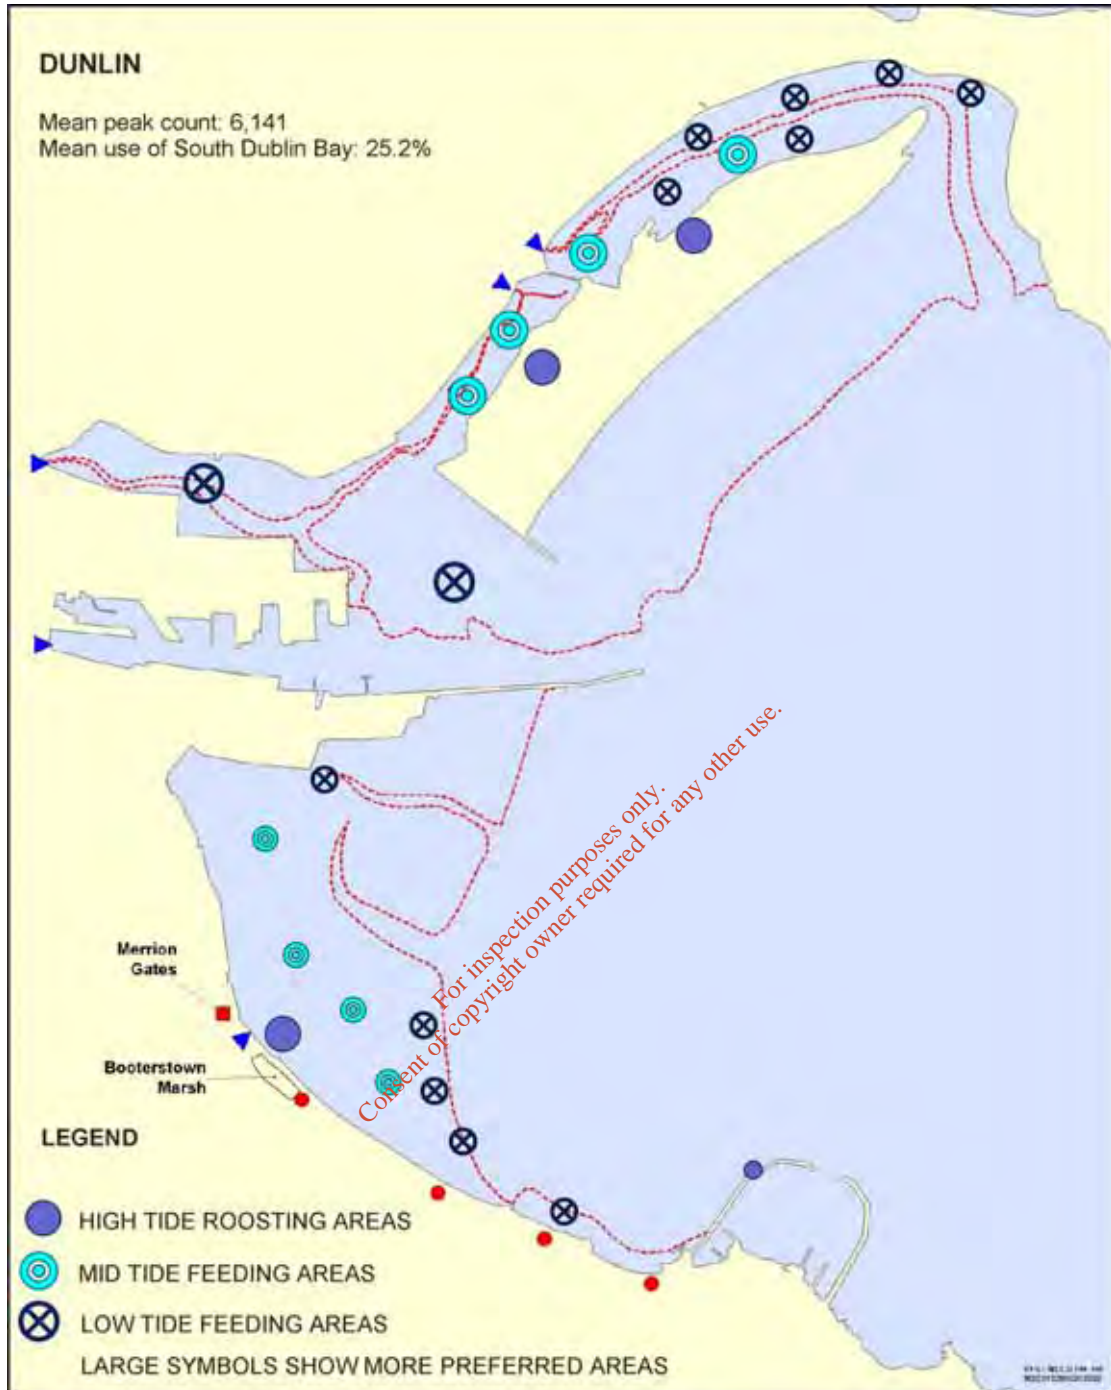 DUNLIN
Mean peak count: 6,141
Mean use of South Dublin Bay: 25.2%
For inspection purposes only.
Consent of copyright owner required for any other use.
Merrion
Gates
Booterstown
Marsh
LEGEND
HIGH TIDE ROOSTING AREAS
MID TIDE FEEDING AREAS
LOW TIDE FEEDING AREAS
LARGE SYMBOLS SHOW MORE PREFERRED AREAS